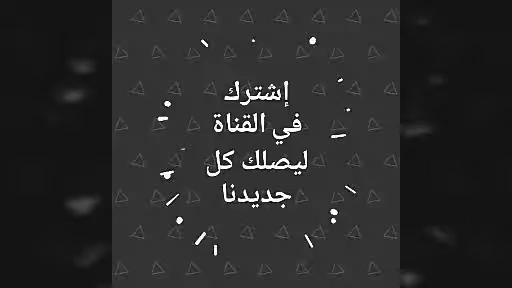 إشترك
في القناة
ليصلك كل
جديدنا